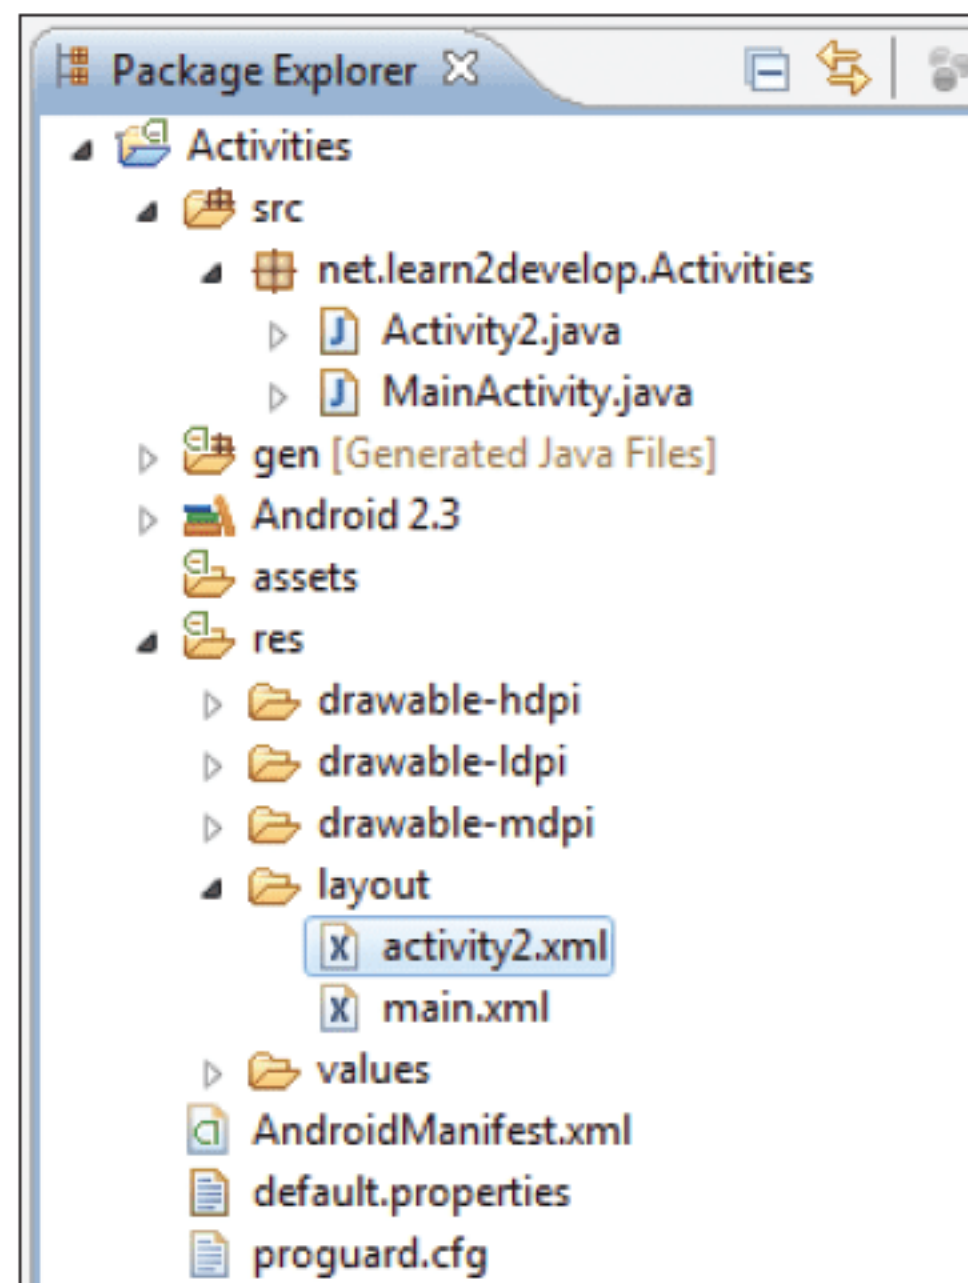 Package Explorer
Activities
src
net.learn2develop.Activities
Activity2.java
MainActivity.java
gen [Generated Java Files]
Android 2.3
assets
res
drawable-hdpi
drawable-ldpi
drawable-mdpi
layout
activity2.xml
main.xml
values
AndroidManifest.xml
default.properties
proguard.cfg